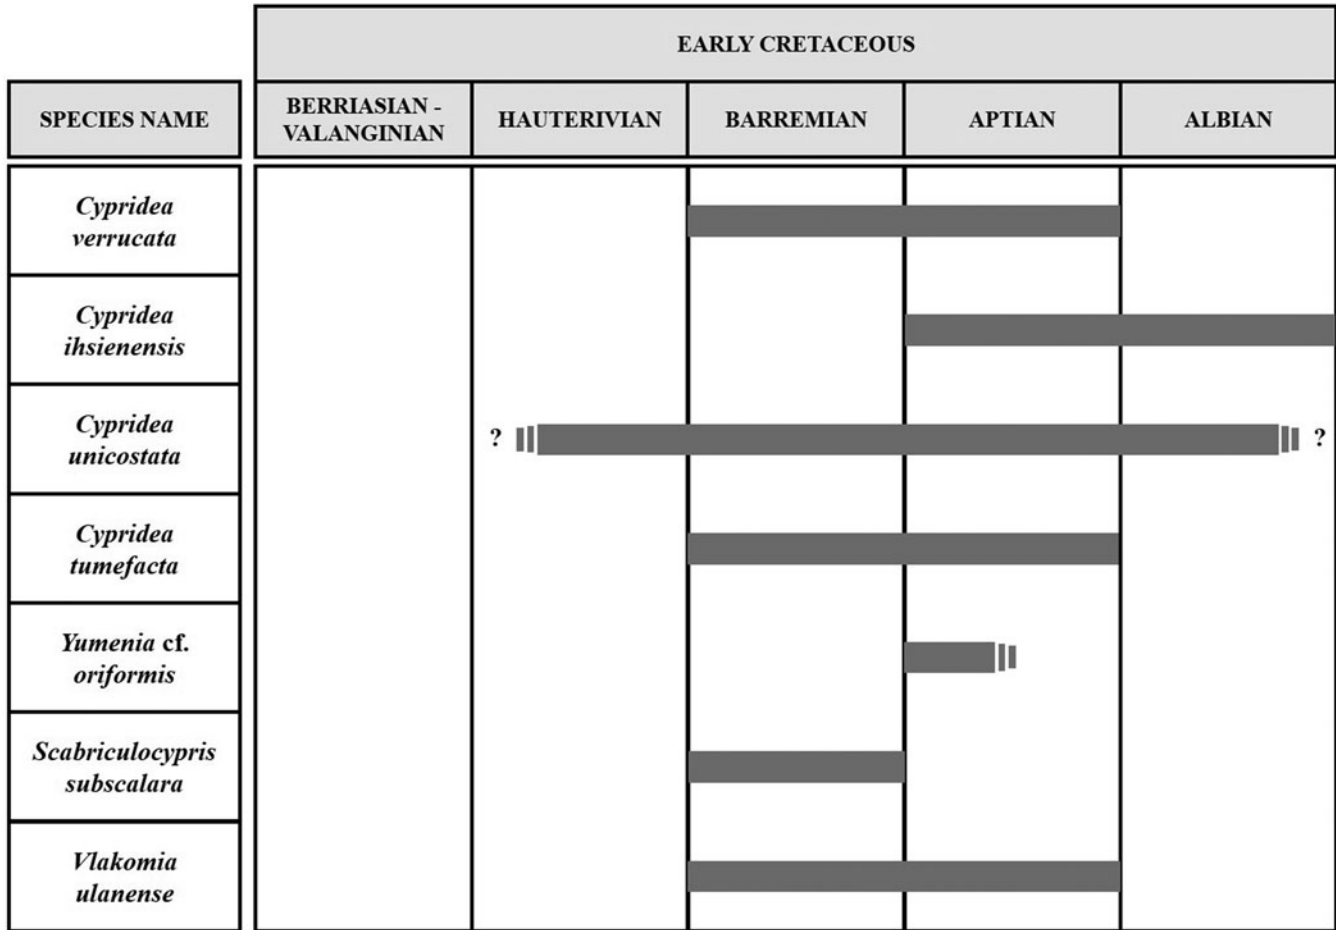 EARLY CRETACEOUS
SPECIES NAME
BERRIASIAN -
VALANGINIAN
HAUTERIVIAN
BARREMIAN
APTIAN
ALBIAN
Cypridea
verrucata
Cypridea
ihsienensis
Cypridea
unicostata
? ?
Cypridea
tumefacta
Yumenia cf.
oriformis
Scabriculocypris
subscalara
Vlakomia
ulanense